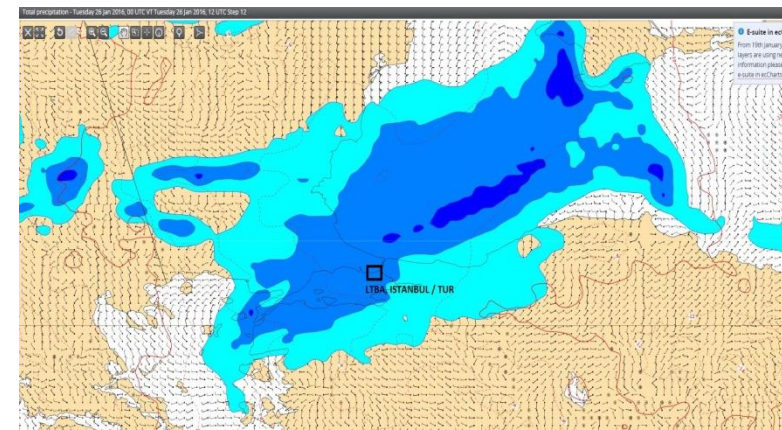 Total precipitation - Tuesday 26 Jan 2016, 00 UTC VT Tuesday 26 Jan 2016, 12 UTC Step 12
E-suite in ec
From 19th January
layers are using ne
information please
e-suite in ecCharts
LTBA, ISTANBUL / TUR